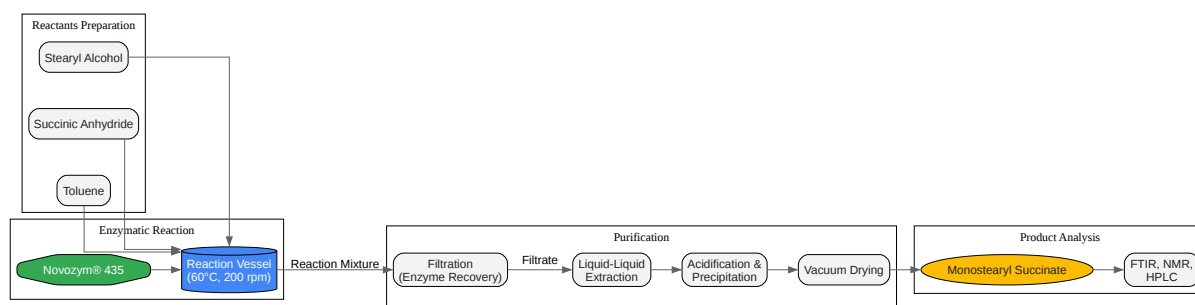 Reactants Preparation
Stearyl Alcohol
Succinic Anhydride
Toluene
Enzymatic Reaction
Novozym® 435
Reaction Vessel
(60°C, 200 rpm)
Reaction Mixture
Purification
Filtration
(Enzyme Recovery)
Filtrate
Liquid-Liquid
Extraction
Acidification &
Precipitation
Vacuum Drying
Product Analysis
Monostearyl Succinate
FTIR, NMR,
HPLC